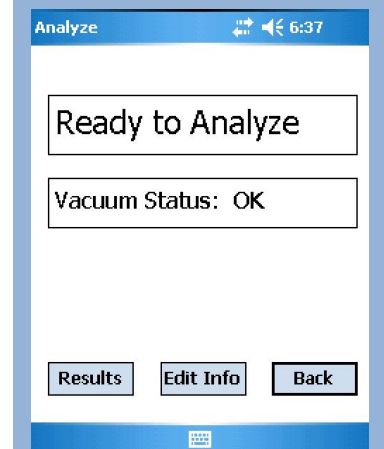 Analyze 6:37
Ready to Analyze
Vacuum Status: OK
Results Edit Info Back